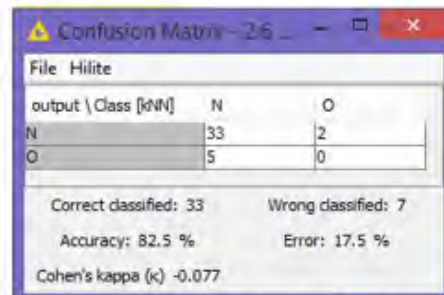 Confusion Matrix - 2:6 ...
File Hilite
output \ Class [kNN] N O
N 33 2
O 5 0
Correct classified: 33 Wrong classified: 7
Accuracy: 82.5 % Error: 17.5 %
Cohen's kappa (κ) -0.077